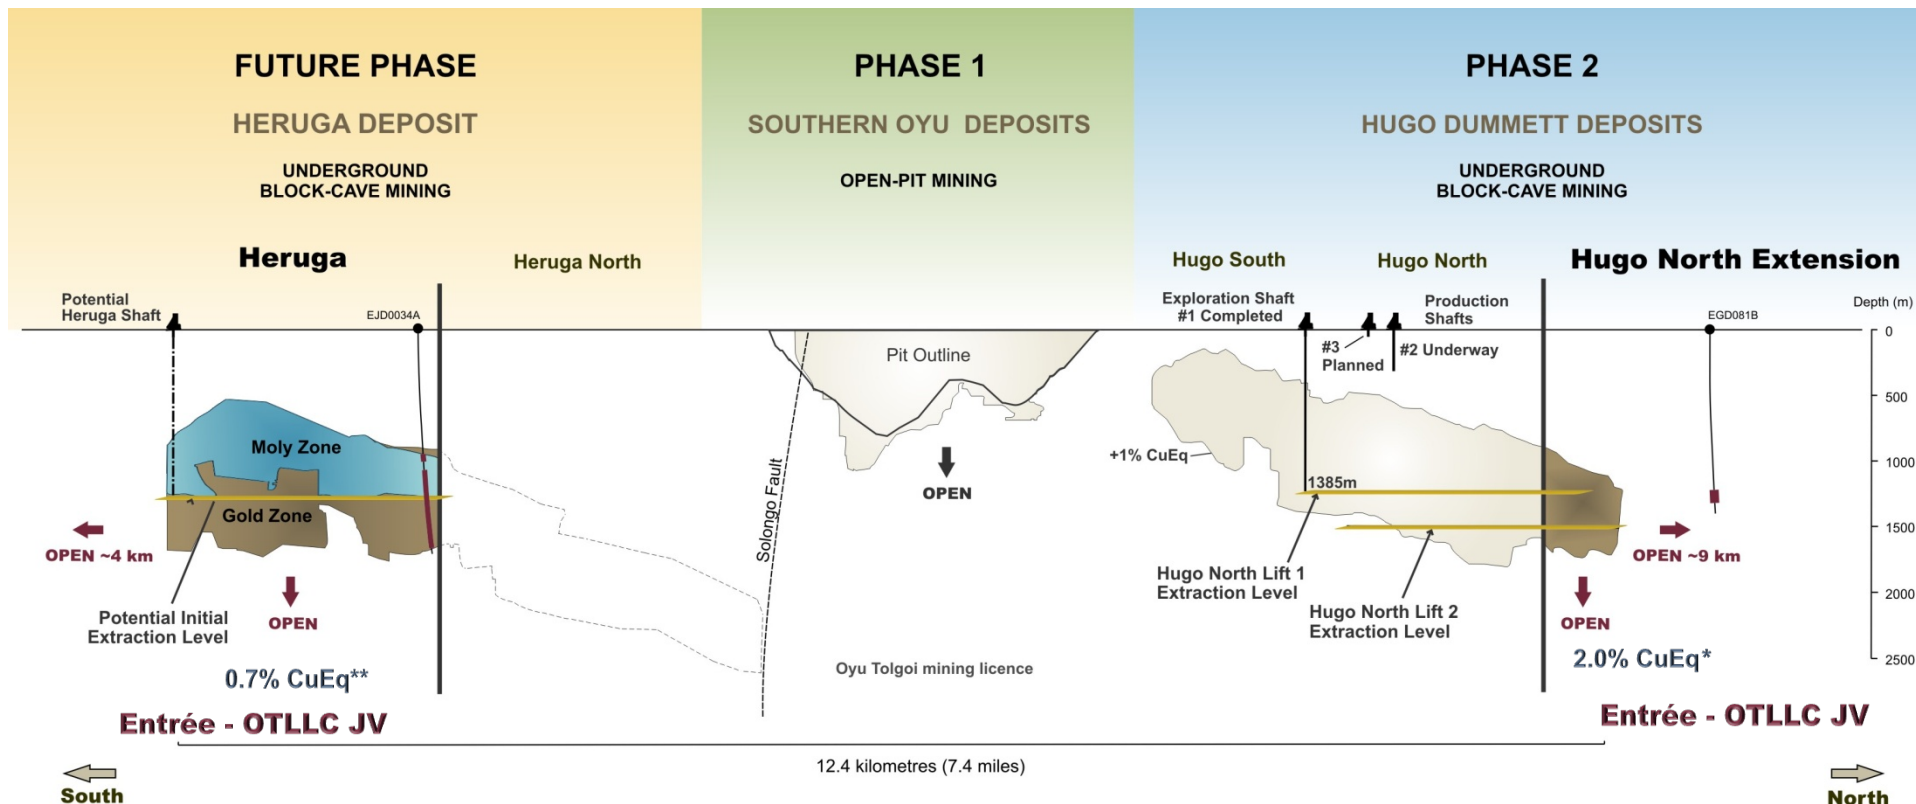 FUTURE PHASE
HERUGA DEPOSIT
UNDERGROUND
BLOCK-CAVE MINING
PHASE 1
SOUTHERN OYU DEPOSITS
OPEN-PIT MINING
PHASE 2
HUGO DUMMETT DEPOSITS
UNDERGROUND
BLOCK-CAVE MINING
Heruga
Heruga North
Hugo South
Hugo North
Hugo North Extension
Potential
Heruga Shaft
EJD0034A
Exploration Shaft
#1 Completed
Production
Shafts
#3
Planned
#2 Underway
EGD081B
Depth (m)
0
500
1000
1500
2000
2500
Pit Outline
Solongo Fault
OPEN
Moly Zone
Gold Zone
OPEN ~4 km
Potential Initial
Extraction Level
OPEN
+1% CuEq
1385m
Hugo North Lift 1
Extraction Level
Hugo North Lift 2
Extraction Level
OPEN ~9 km
OPEN
0.7% CuEq**
Oyu Tolgoi mining licence
2.0% CuEq*
Entrée - OTLLC JV
Entrée - OTLLC JV
12.4 kilometres (7.4 miles)
South
North